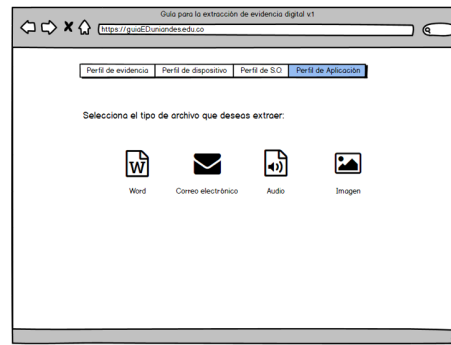 Guía para la extracción de evidencia digital v.1
https://guiaEDuniandes.edu.co
Perfil de evidencia Perfil de dispositivo Perfil de S.O. Perfil de Aplicación
Selecciona el tipo de archivo que deseas extraer:
W
Word Correo electrónico Audio Imagen